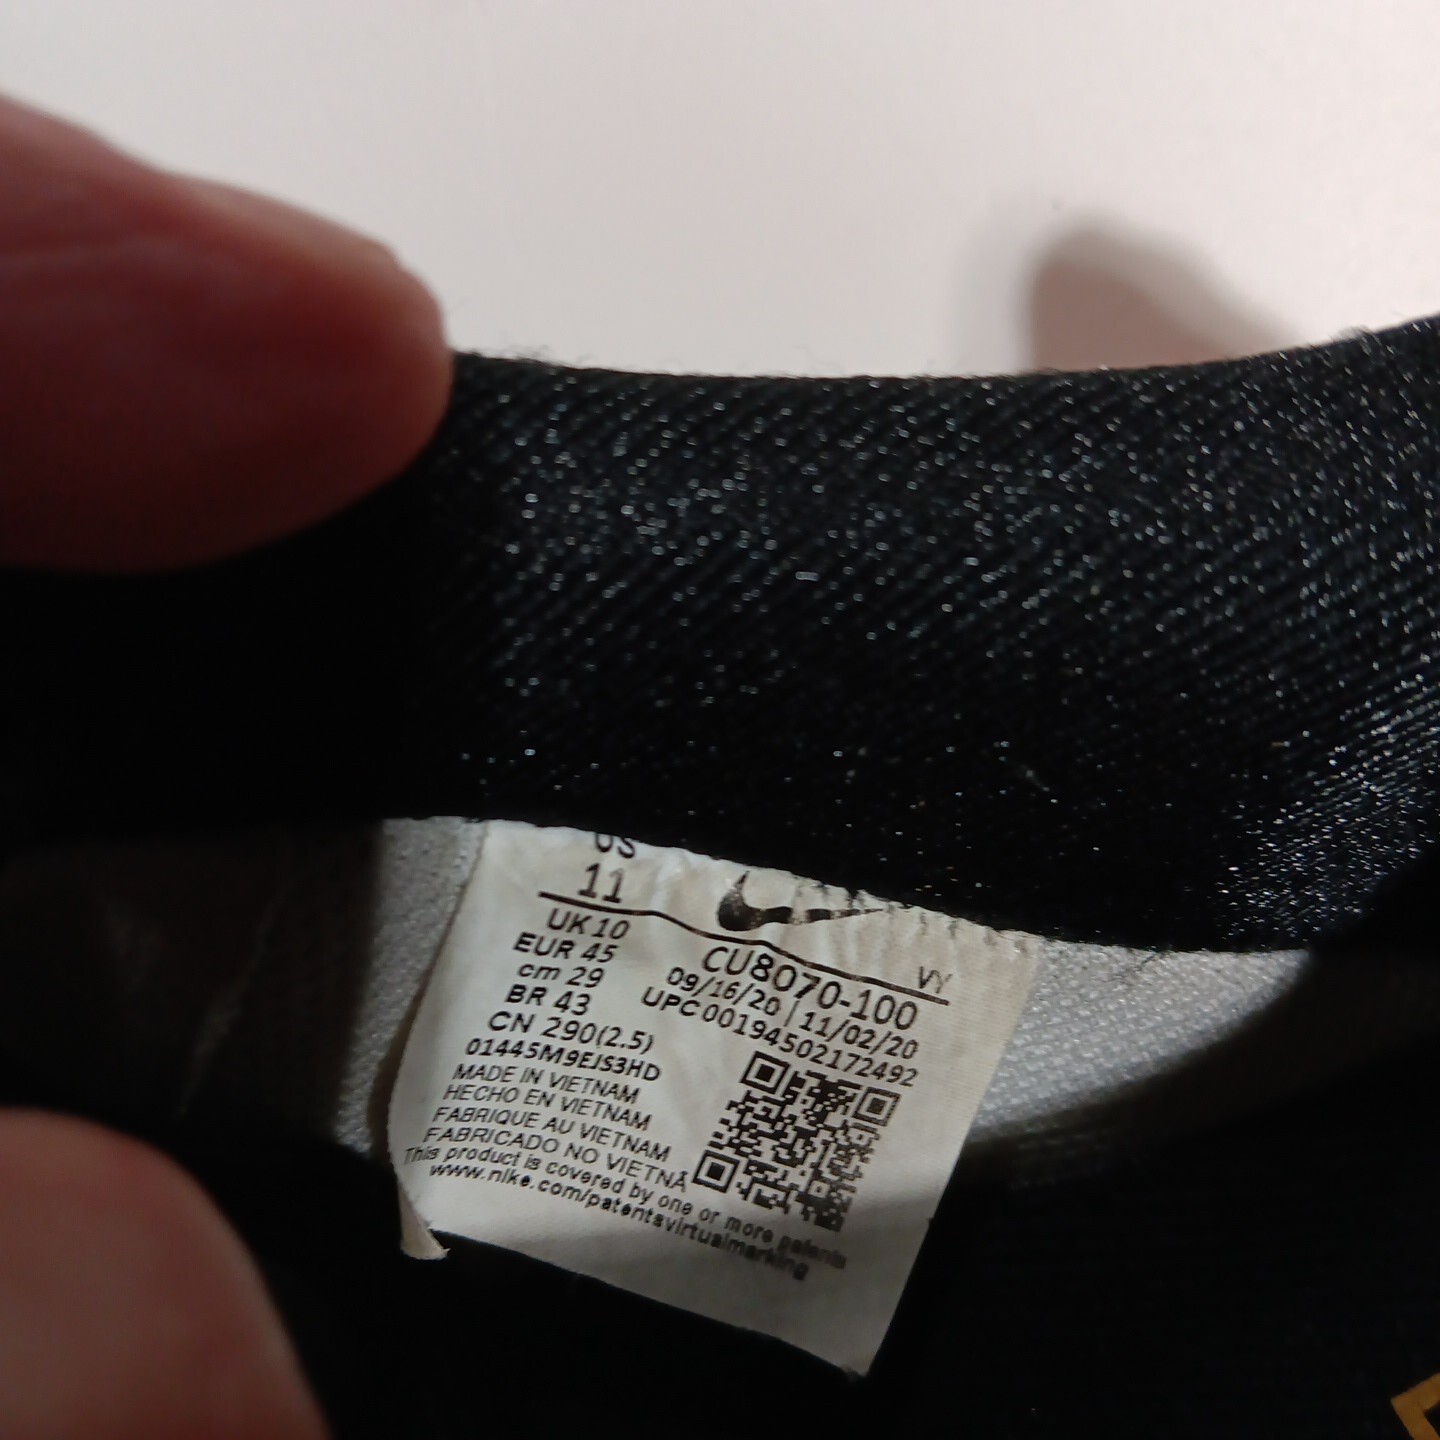 US
11
UK 10
EUR 45
cm 29
BR 43
CN 290(2.5)
01445M9EJS3HD
MADE IN VIETNAM
HECHO EN VIETNAM
FABRIQUE AU VIETNAM
FABRICADO NO VIETNÃ
This product is covered by one or more patents
www.nike.com/patentsvirtualmarking
VY
CU8070-100
09/16/20 | 11/02/20
UPC00194502172492